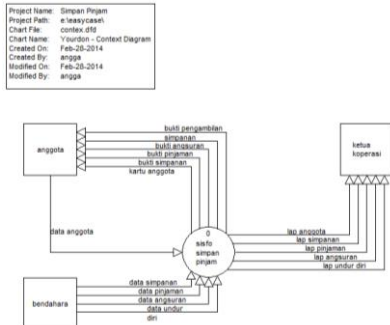 Project Name: Simpan Pinjam
Project Path: e:\easycase\
Chart File: contex.dfd
Chart Name: Yourdon - Context Diagram
Created On: Feb-28-2014
Created By: angga
Modified On: Feb-28-2014
Modified By: angga
bukti pengambilan
simpanan
bukti angsuran
bukti pinjaman
bukti simpanan
kartu anggota
anggota
ketua
koperasi
data anggota
0
sisfo
simpan
pinjam
lap anggota
lap simpanan
lap pinjaman
lap angsuran
lap undur diri
bendahara
data simpanan
data pinjaman
data angsuran
data undur
diri